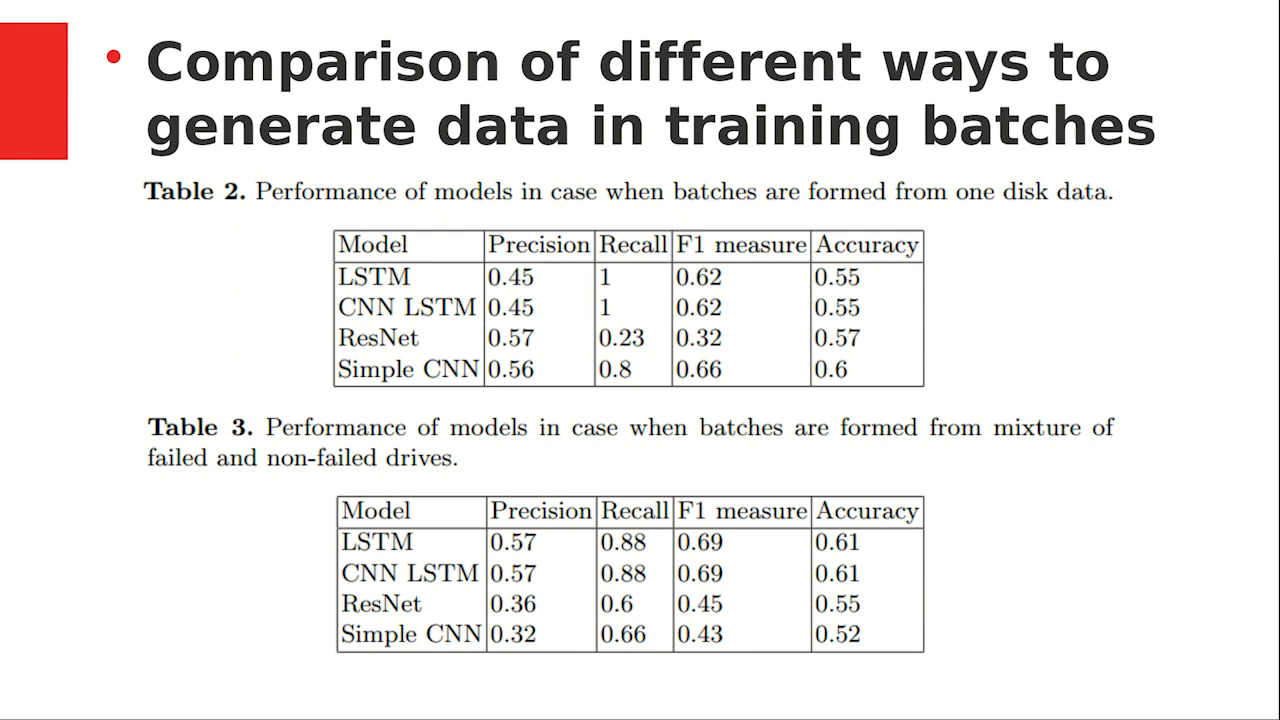 • Comparison of different ways to
generate data in training batches
Table 2. Performance of models in case when batches are formed from one disk data.
Model Precision Recall F1 measure Accuracy
LSTM 0.45 1 0.62 0.55
CNN LSTM 0.45 1 0.62 0.55
ResNet 0.57 0.23 0.32 0.57
Simple CNN 0.56 0.8 0.66 0.6
Table 3. Performance of models in case when batches are formed from mixture of
failed and non-failed drives.
Model Precision Recall F1 measure Accuracy
LSTM 0.57 0.88 0.69 0.61
CNN LSTM 0.57 0.88 0.69 0.61
ResNet 0.36 0.6 0.45 0.55
Simple CNN 0.32 0.66 0.43 0.52